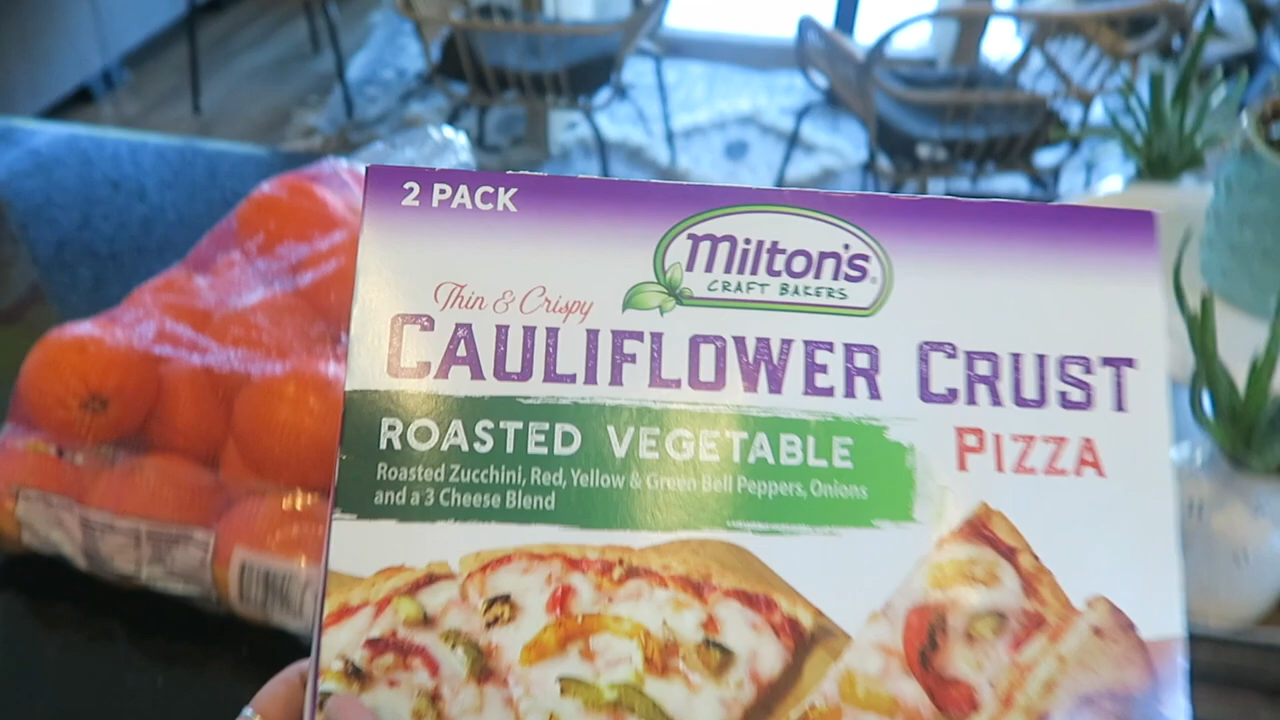 2 PACK
Milton's
CRAFT BAKERS
Thin & Crispy
CAULIFLOWER CRUST
PIZZA
ROASTED VEGETABLE
Roasted Zucchini, Red, Yellow & Green Bell Peppers, Onions
and a 3 Cheese Blend